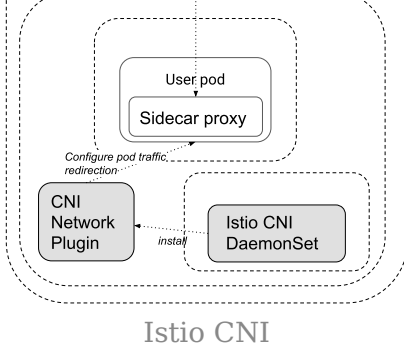 User pod
Sidecar proxy
Configure pod traffic
redirection
CNI
Network
Plugin
install
Istio CNI
DaemonSet
Istio CNI